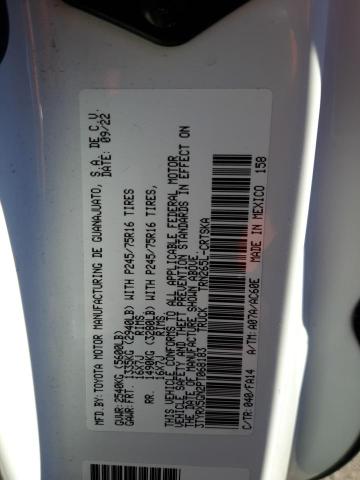 MFD. BY: TOYOTA MOTOR MANUFACTURING DE GUANAJUATO, S.A. DE C.V.
DATE: 09/22
GVWR: 2540KG (5600LB)
GAWR: FRT. 1335KG (2940LB) WITH P245/75R16 TIRES
16X7J RIMS,
RR. 1490KG (3280LB) WITH P245/75R16 TIRES
16X7J RIMS,
THIS VEHICLE CONFORMS TO ALL APPLICABLE FEDERAL MOTOR
VEHICLE SAFETY AND THEFT PREVENTION STANDARDS IN EFFECT ON
THE DATE OF MANUFACTURE SHOWN ABOVE.
TRUCK TRN265L-CRTSKA
C/TR: 040/FA14 A/TM: A07A/AC60E
MADE IN MEXICO 158